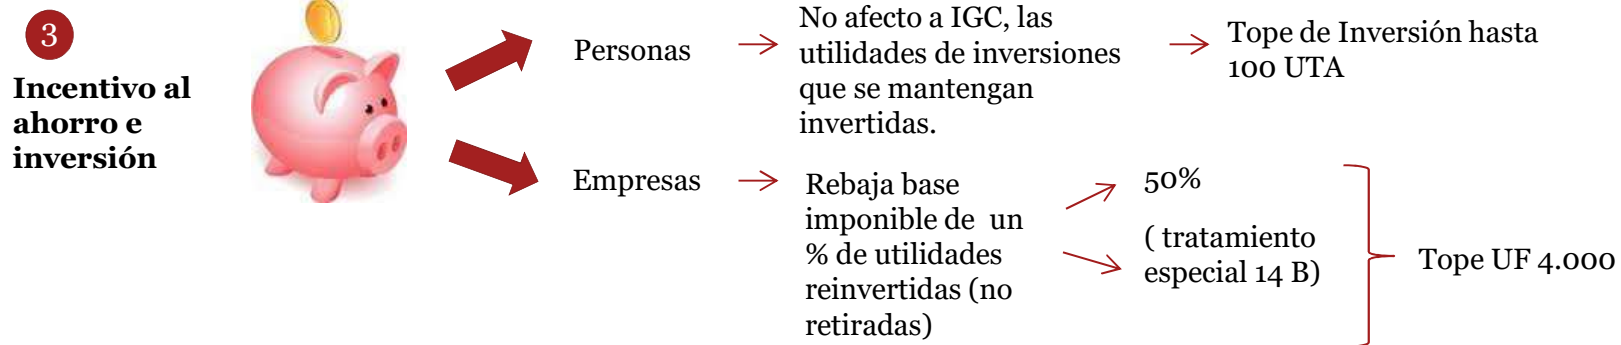 3
Incentivo al
ahorro e
inversión
Personas
No afecto a IGC, las
utilidades de inversiones
que se mantengan
invertidas.
Tope de Inversión hasta
100 UTA
Empresas
Rebaja base
imponible de un
% de utilidades
reinvertidas (no
retiradas)
50%
( tratamiento
especial 14 B)
Tope UF 4.000